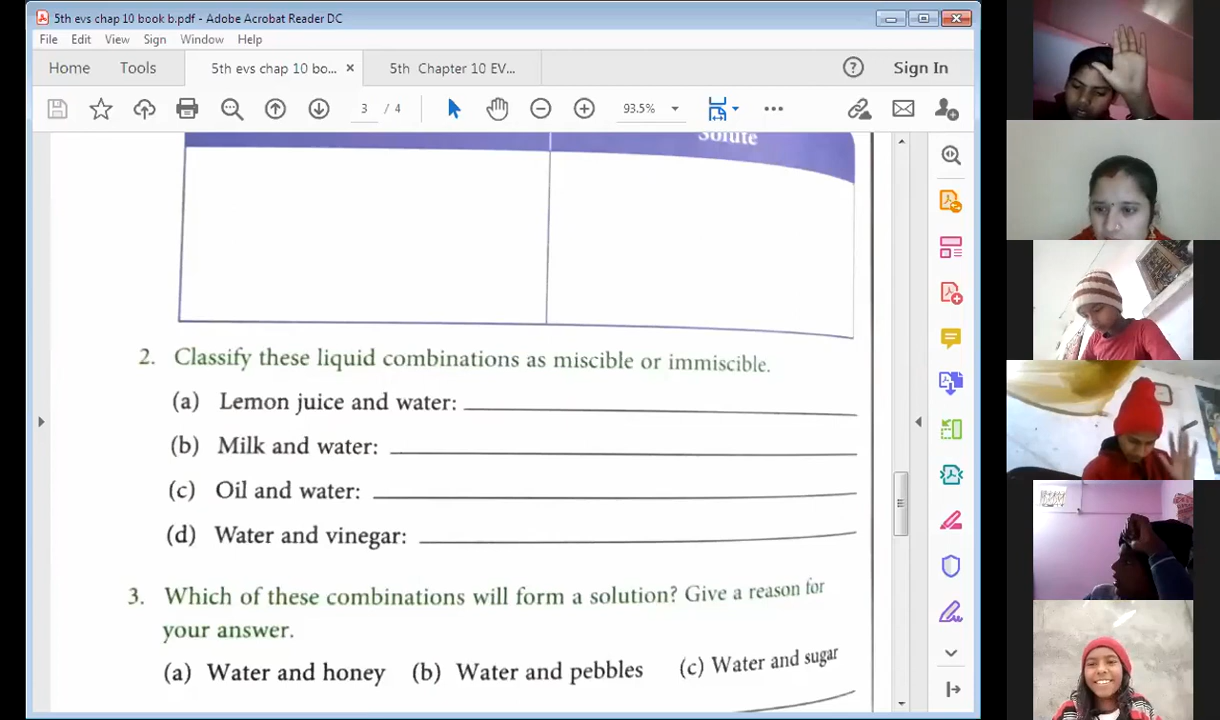 5th evs chap 10 book b.pdf - Adobe Acrobat Reader DC
File Edit View Sign Window Help
Home Tools 5th evs chap 10 bo... × 5th Chapter 10 EV... Sign In
3 / 4 93.5%
Solute
2. Classify these liquid combinations as miscible or immiscible.
(a) Lemon juice and water:
(b) Milk and water:
(c) Oil and water:
(d) Water and vinegar:
3. Which of these combinations will form a solution? Give a reason for
your answer.
(a) Water and honey (b) Water and pebbles (c) Water and sugar